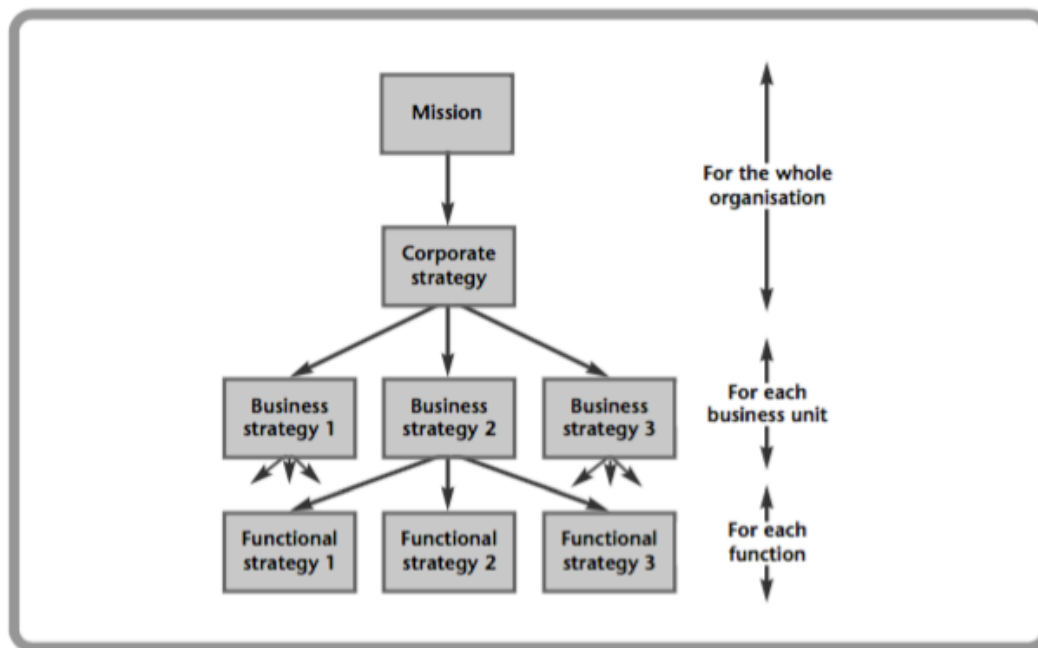 Mission
For the whole
organisation
Corporate
strategy
Business
strategy 1
Business
strategy 2
Business
strategy 3
For each
business unit
Functional
strategy 1
Functional
strategy 2
Functional
strategy 3
For each
function